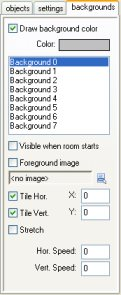 objects settings backgrounds
Draw background color
Color:
Background 0
Background 1
Background 2
Background 3
Background 4
Background 5
Background 6
Background 7
Visible when room starts
Foreground image
<no image>
Tile Hor. X: 0
Tile Vert. Y: 0
Stretch
Hor. Speed: 0
Vert. Speed: 0